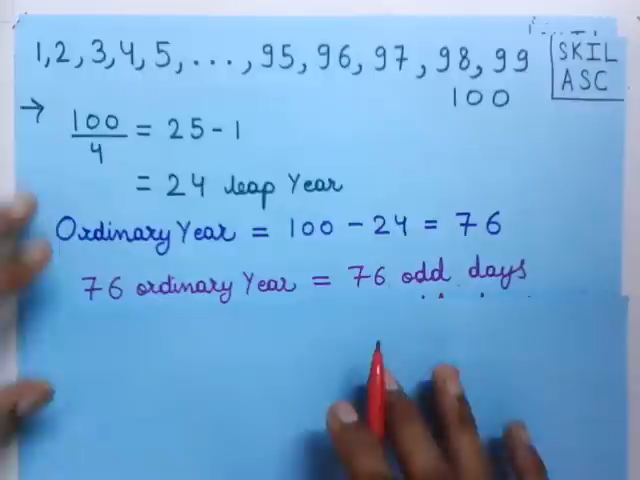 1, 2, 3, 4, 5, ..., 95, 96, 97, 98, 99
100
SKIL
ASC
→ 100/4 = 25 - 1
= 24 leap Year
Ordinary Year = 100 - 24 = 76
76 ordinary Year = 76 odd days